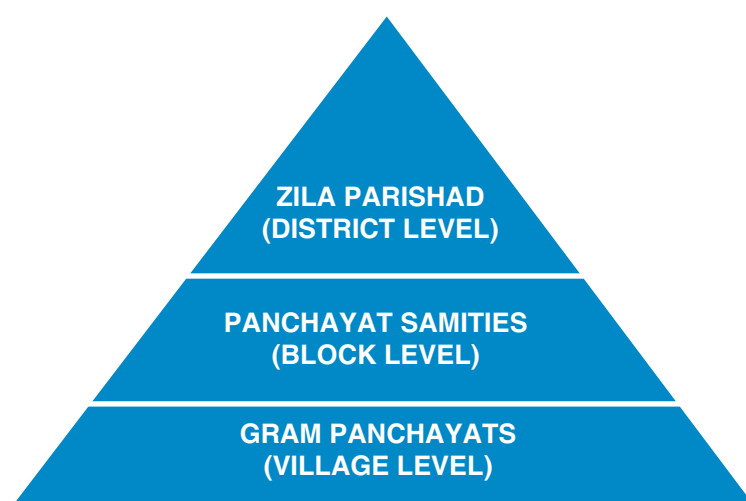 ZILA PARISHAD
(DISTRICT LEVEL)
PANCHAYAT SAMITIES
(BLOCK LEVEL)
GRAM PANCHAYATS
(VILLAGE LEVEL)